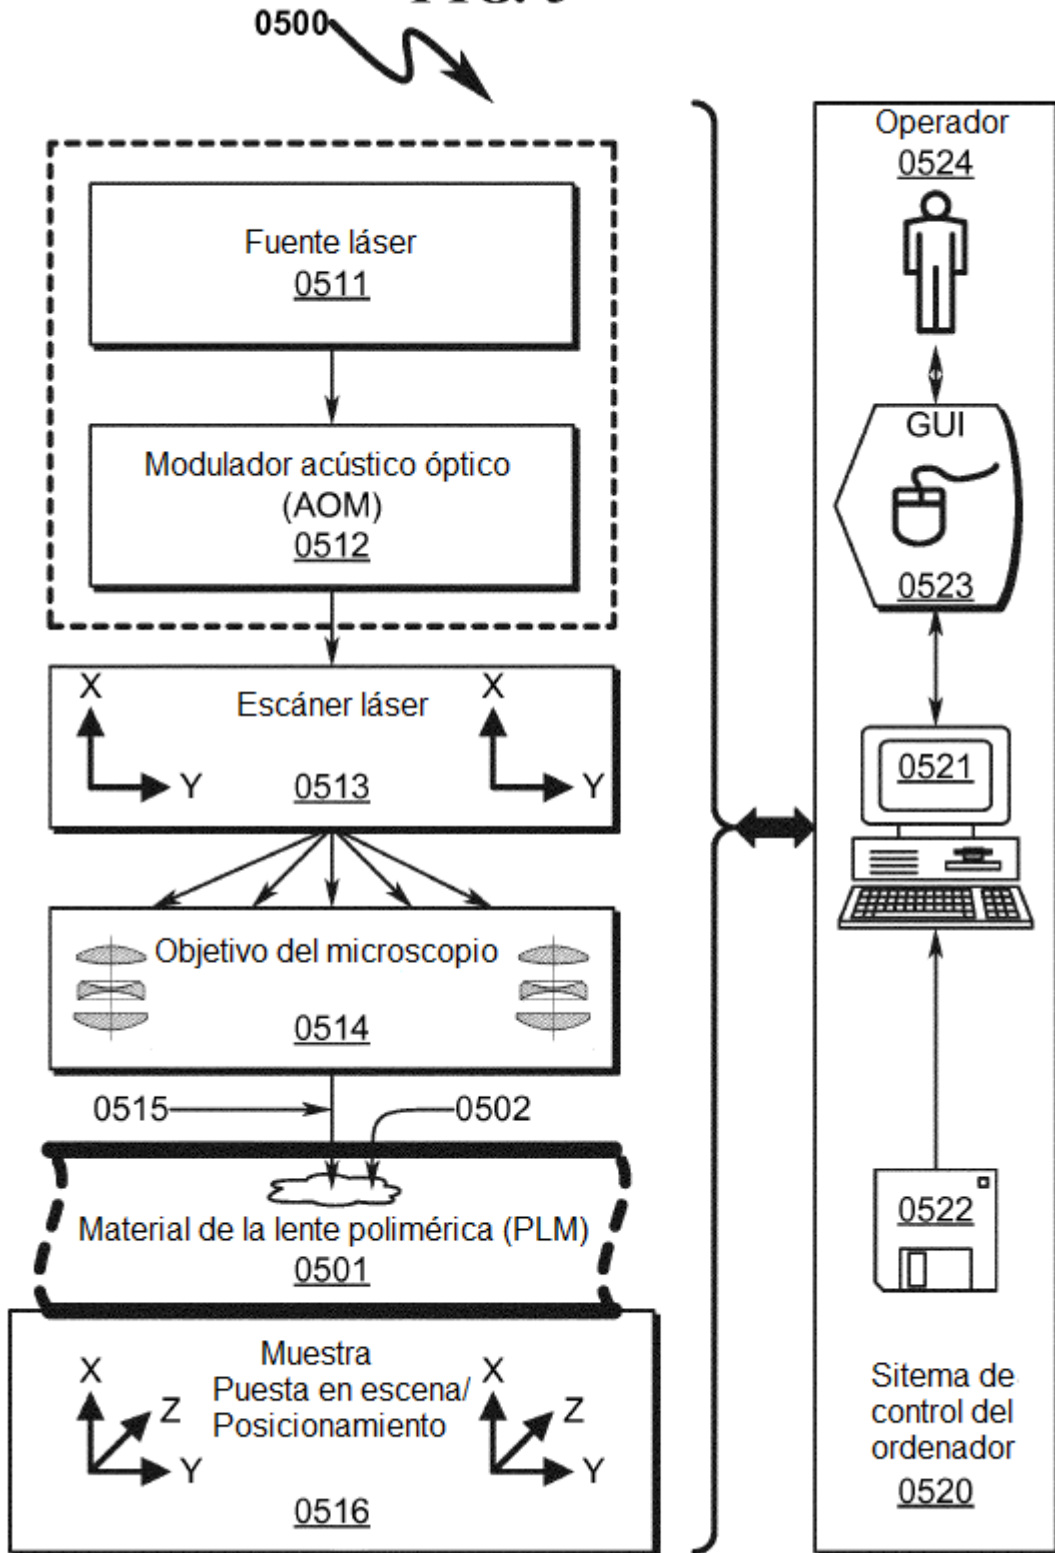 0500
Fuente láser
0511
Modulador acústico óptico
(AOM)
0512
X
Y
Escáner láser
0513
X
Y
Objetivo del microscopio
0514
0515
0502
Material de la lente polimérica (PLM)
0501
X
Z
Y
Muestra
Puesta en escena/
Posicionamiento
0516
X
Z
Y
Operador
0524
GUI
0523
0521
0522
Sitema de
control del
ordenador
0520